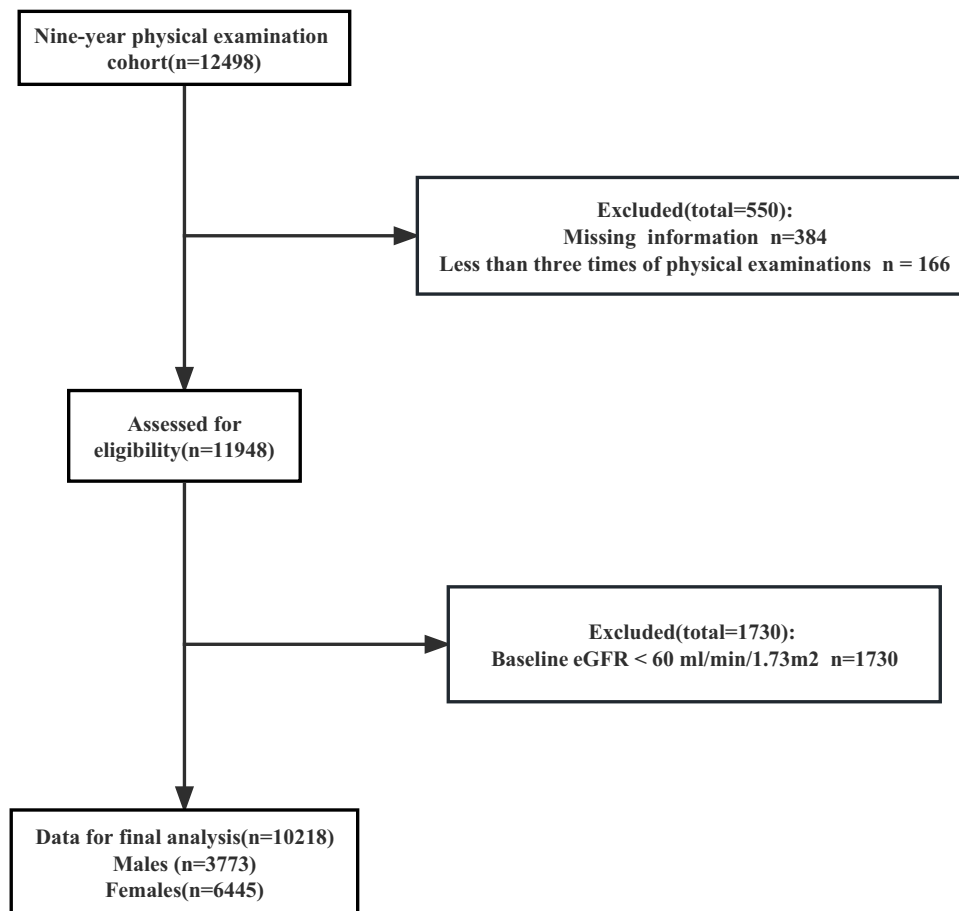 Nine-year physical examination
cohort(n=12498)
Excluded(total=550):
Missing information n=384
Less than three times of physical examinations n = 166
Assessed for
eligibility(n=11948)
Excluded(total=1730):
Baseline eGFR < 60 ml/min/1.73m2 n=1730
Data for final analysis(n=10218)
Males (n=3773)
Females(n=6445)